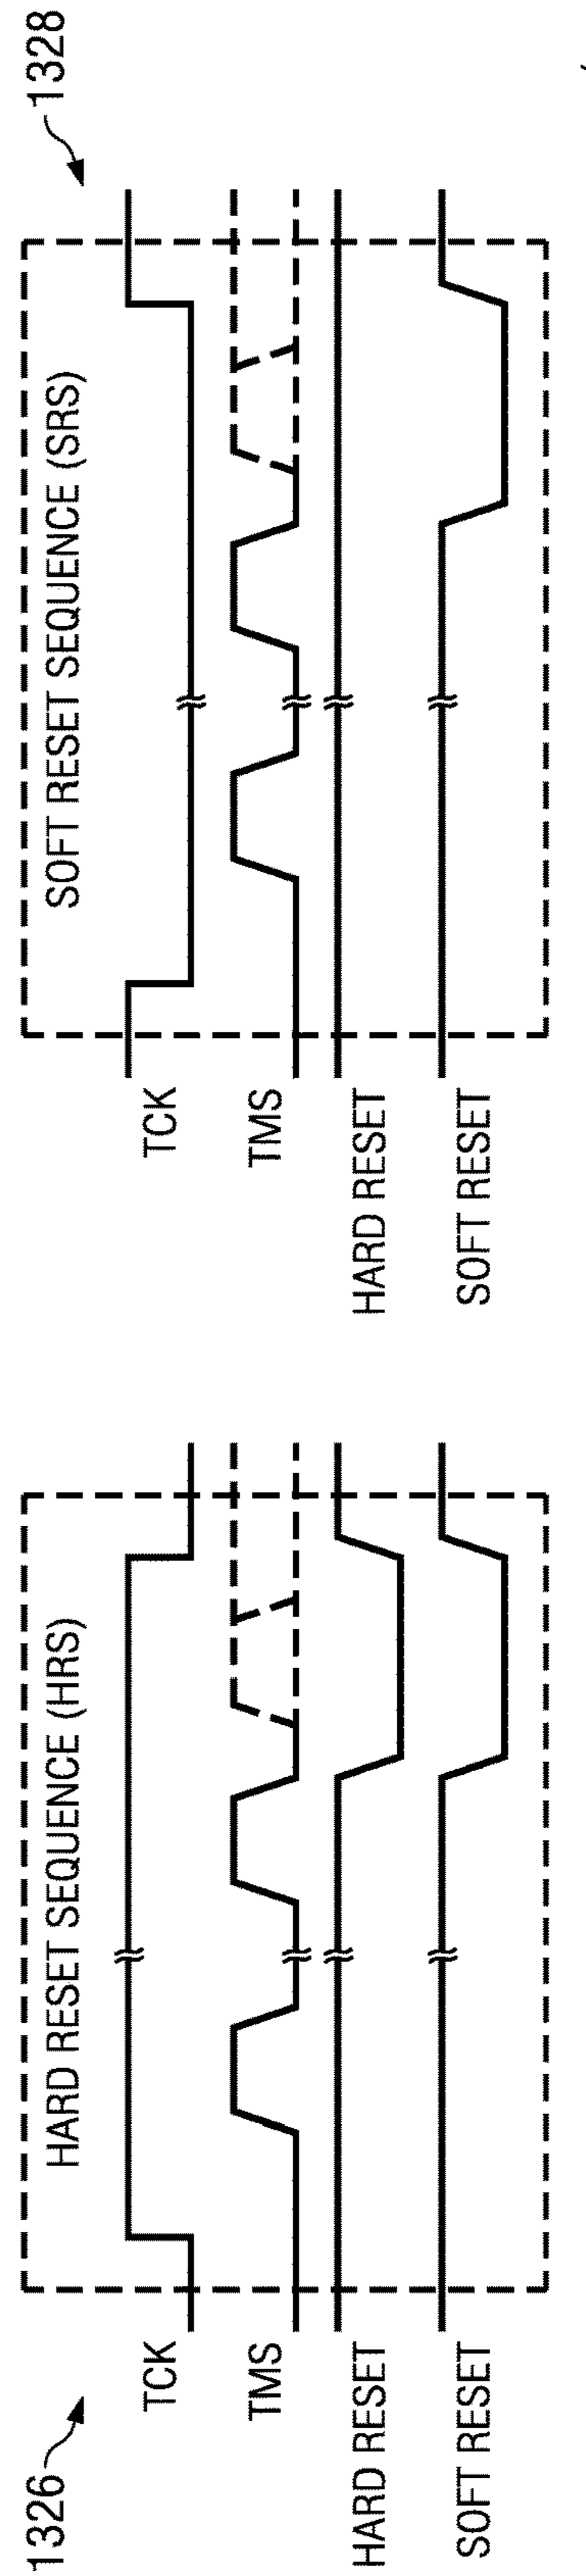 1326
HARD RESET SEQUENCE (HRS)
TCK
TMS
HARD RESET
SOFT RESET
1328
SOFT RESET SEQUENCE (SRS)
TCK
TMS
HARD RESET
SOFT RESET